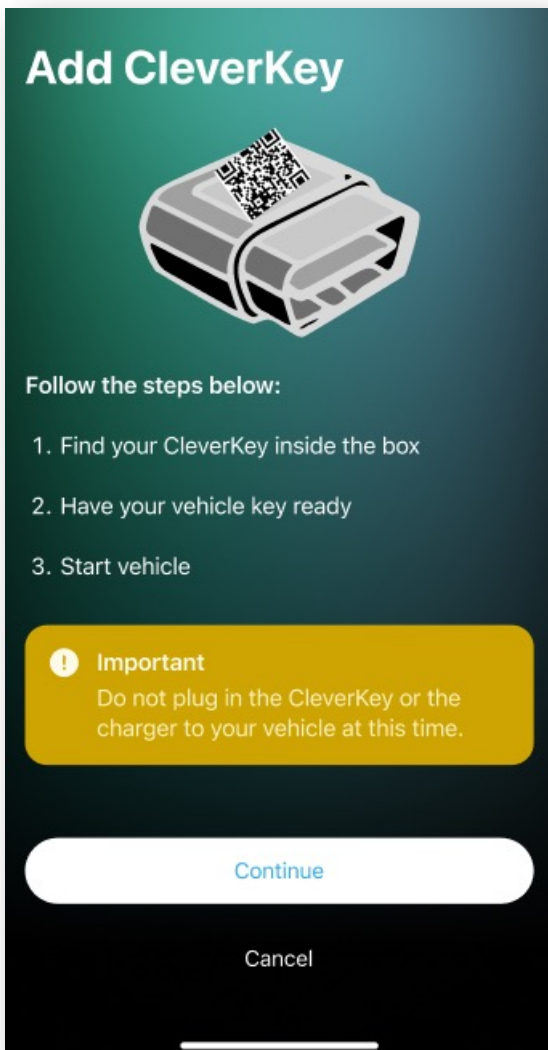 Add CleverKey
Follow the steps below:
1. Find your CleverKey inside the box
2. Have your vehicle key ready
3. Start vehicle
Important
Do not plug in the CleverKey or the
charger to your vehicle at this time.
Continue
Cancel